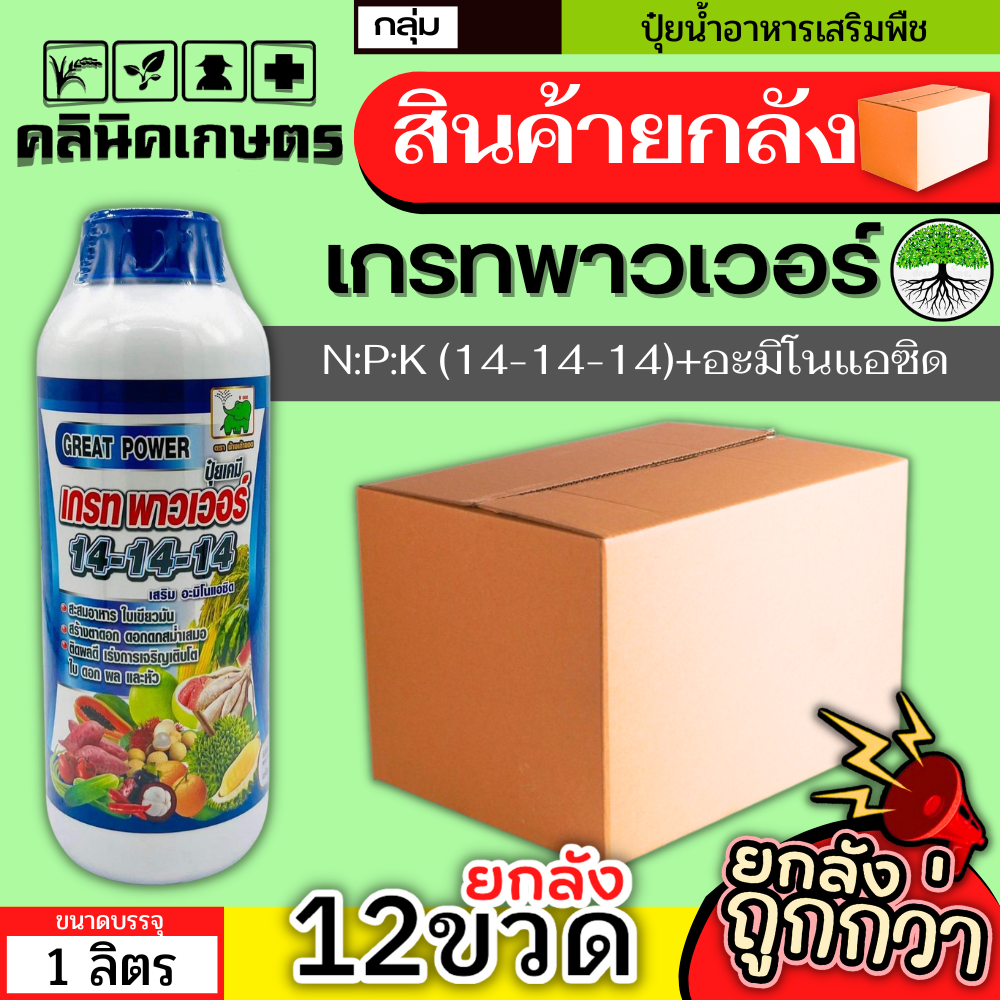 กลุ่ม
ปุ๋ยน้ำอาหารเสริมพืช
คลินิคเกษตร
สินค้ายกลัง
เกรทพาวเวอร์
N:P:K (14-14-14)+อะมิโนแอซิด
GREAT POWER
ปุ๋ยเคมี
เกรท พาวเวอร์
14-14-14
เสริม อะมิโนแอซิด
สะสมอาหาร ใบเขียวมัน
สร้างตาดอก ดอกดกสม่ำเสมอ
ติดผลดี เร่งการเจริญเติบโต
ใบ ดอก ผล และหัว
ขนาดบรรจุ
1 ลิตร
ยกลัง
12ขวด
ยกลัง
ถูกกว่า